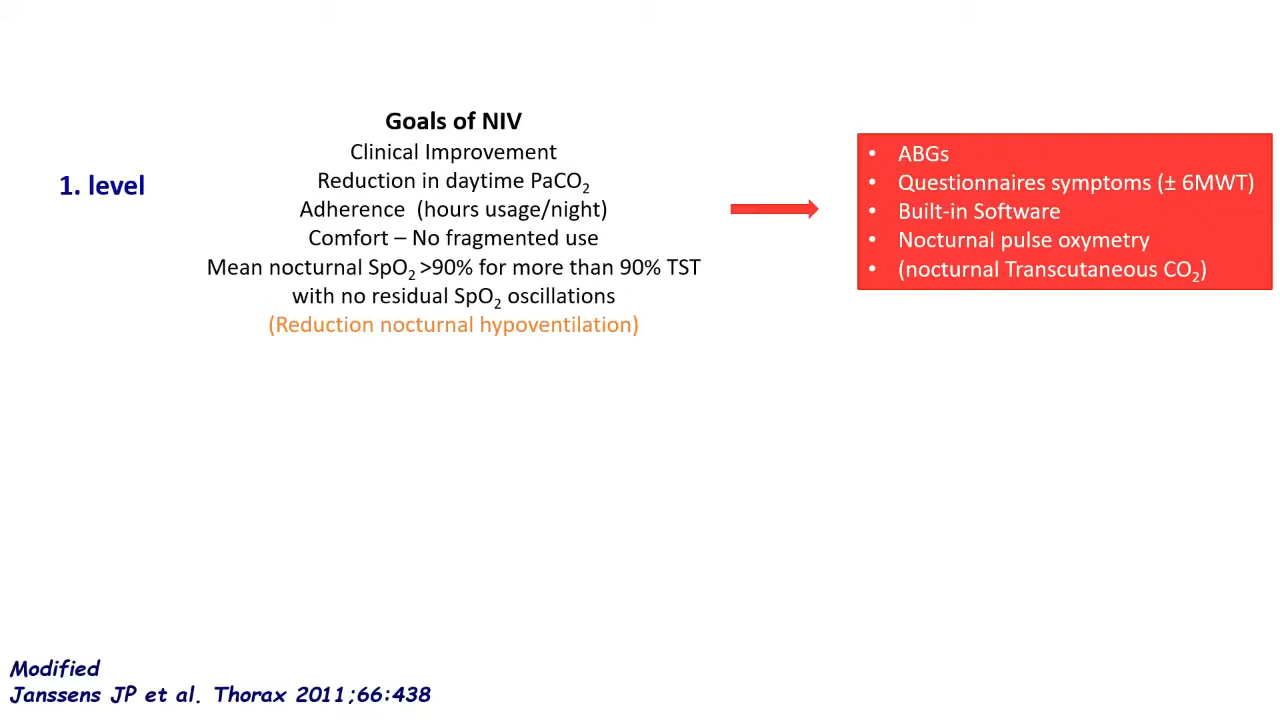 Goals of NIV
Clinical Improvement
Reduction in daytime PaCO₂
1. level
Adherence (hours usage/night)
Comfort – No fragmented use
Mean nocturnal SpO₂ >90% for more than 90% TST
with no residual SpO₂ oscillations
(Reduction nocturnal hypoventilation)
• ABGs
• Questionnaires symptoms (± 6MWT)
• Built-in Software
• Nocturnal pulse oxymetry
• (nocturnal Transcutaneous CO₂)
Modified
Janssens JP et al. Thorax 2011;66:438